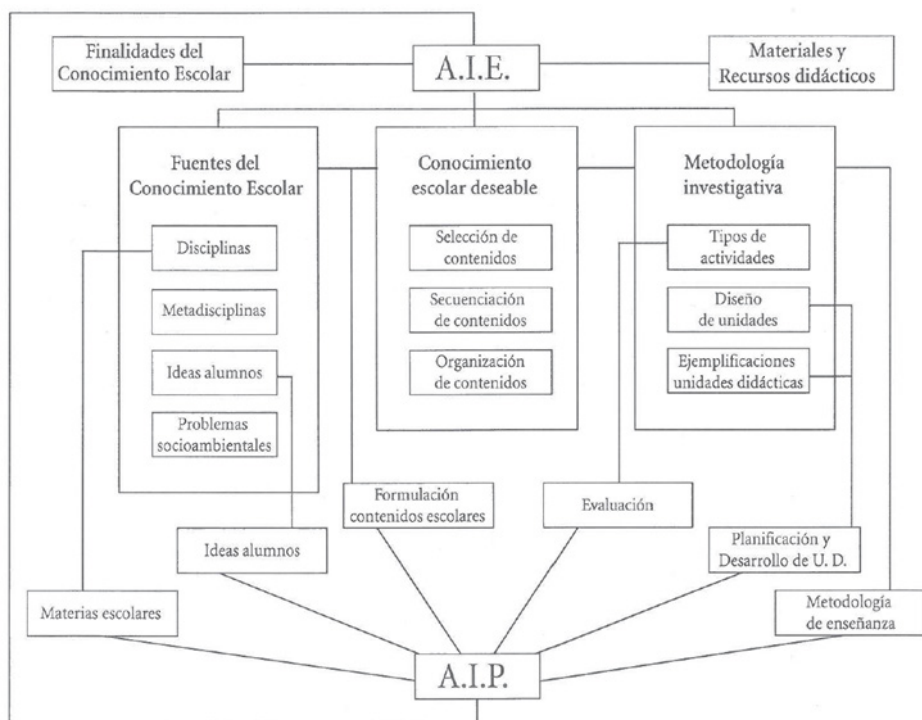 Finalidades del
Conocimiento Escolar
A.I.E.
Materiales y
Recursos didácticos
Fuentes del
Conocimiento Escolar
Disciplinas
Metadisciplinas
Ideas alumnos
Problemas
socioambientales
Conocimiento
escolar deseable
Selección de
contenidos
Secuenciación
de contenidos
Organización
de contenidos
Metodología
investigativa
Tipos de
actividades
Diseño
de unidades
Ejemplificaciones
unidades didácticas
Formulación
contenidos escolares
Evaluación
Ideas alumnos
Planificación y
Desarrollo de U. D.
Materias escolares
Metodología
de enseñanza
A.I.P.